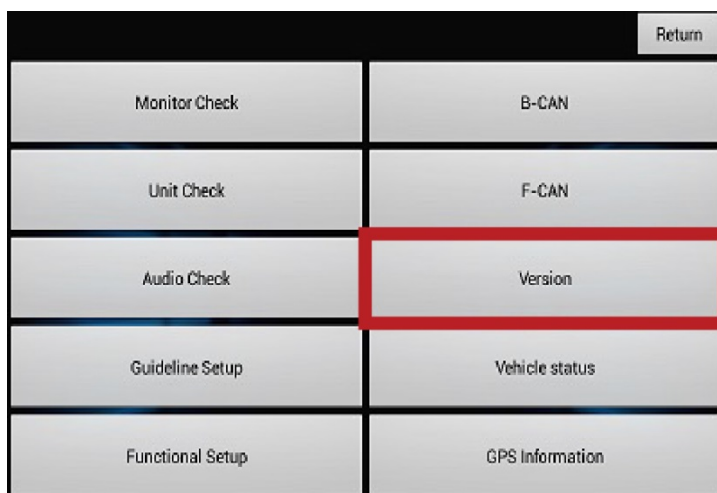 Return
Monitor Check
B-CAN
Unit Check
F-CAN
Audio Check
Version
Guideline Setup
Vehicle status
Functional Setup
GPS Information